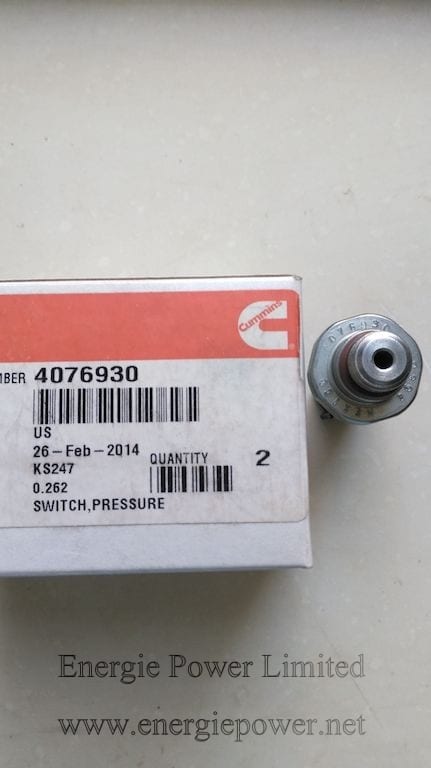 Cummins
MBER 4076930
US
26-Feb-2014
KS247
QUANTITY 2
0.262
SWITCH,PRESSURE
Energie Power Limited
www.energiepower.net